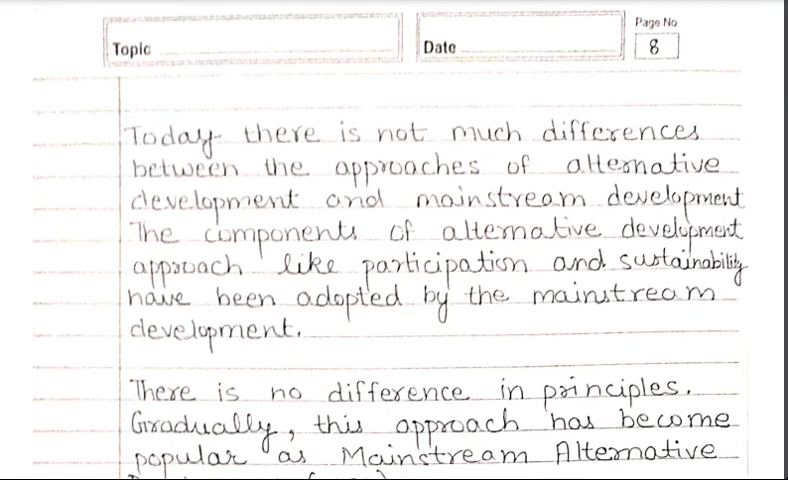 Page No
Topic
Date
8
Today there is not much differences
between the approaches of alternative
development and mainstream development
The components of alternative development
approach like participation and sustainability
have been adopted by the mainstream
development.
There is no difference in principles.
Gradually, this approach has become
popular as Mainstream Alternative